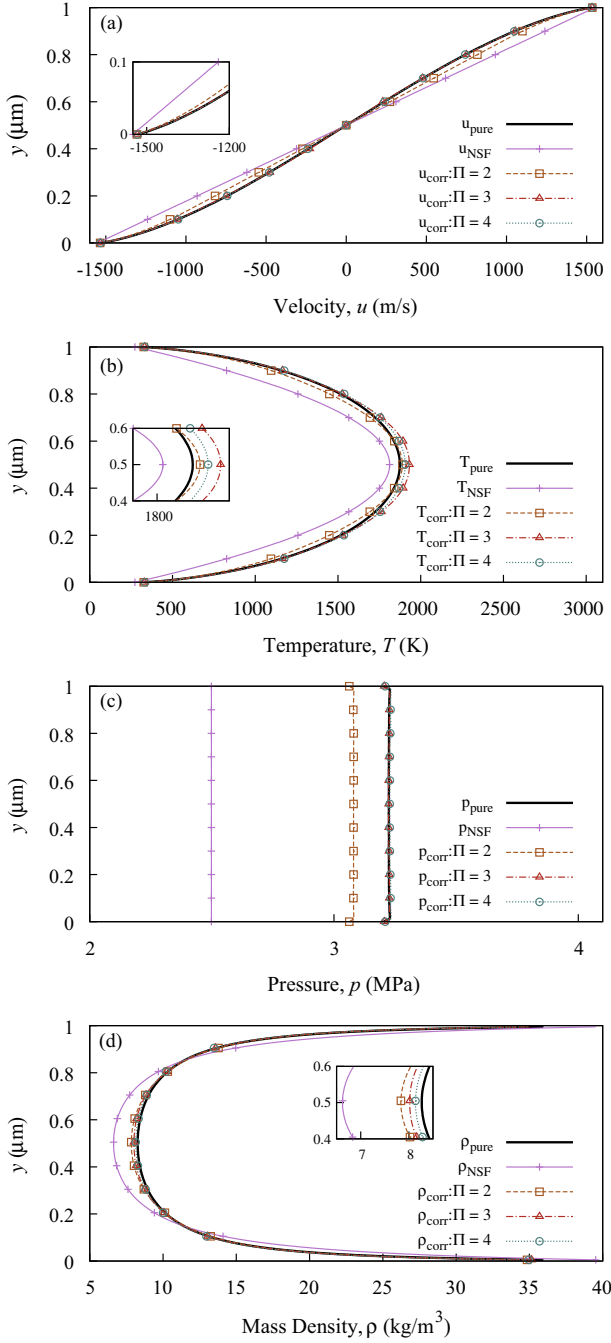 (a)
y (μm)
1
0.8
0.6
0.4
0.2
0
0.1
0
-1500
-1200
u_pure
u_NSF
u_corr:Π = 2
u_corr:Π = 3
u_corr:Π = 4
-1500
-1000
-500
0
500
1000
1500
Velocity, u (m/s)
(b)
y (μm)
1
0.8
0.6
0.4
0.2
0
0.6
0.5
0.4
1800
T_pure
T_NSF
T_corr:Π = 2
T_corr:Π = 3
T_corr:Π = 4
0
500
1000
1500
2000
2500
3000
Temperature, T (K)
(c)
y (μm)
1
0.8
0.6
0.4
0.2
0
p_pure
p_NSF
p_corr:Π = 2
p_corr:Π = 3
p_corr:Π = 4
2
3
4
Pressure, p (MPa)
(d)
y (μm)
1
0.8
0.6
0.4
0.2
0
0.6
0.5
0.4
7
8
ρ_pure
ρ_NSF
ρ_corr:Π = 2
ρ_corr:Π = 3
ρ_corr:Π = 4
5
10
15
20
25
30
35
40
Mass Density, ρ (kg/m³)